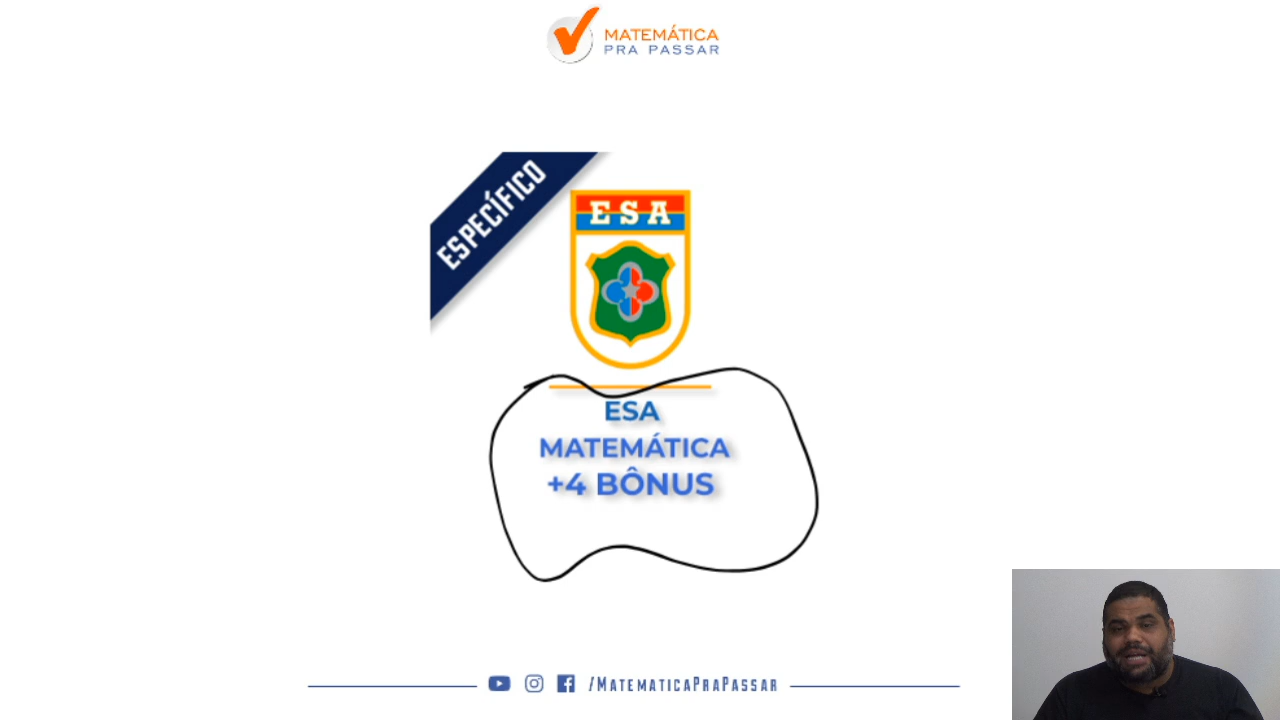 MATEMÁTICA
PRA PASSAR
ESPECÍFICO
ESA
ESA
MATEMÁTICA
+4 BÔNUS
/MATEMATICAPRAPASSAR